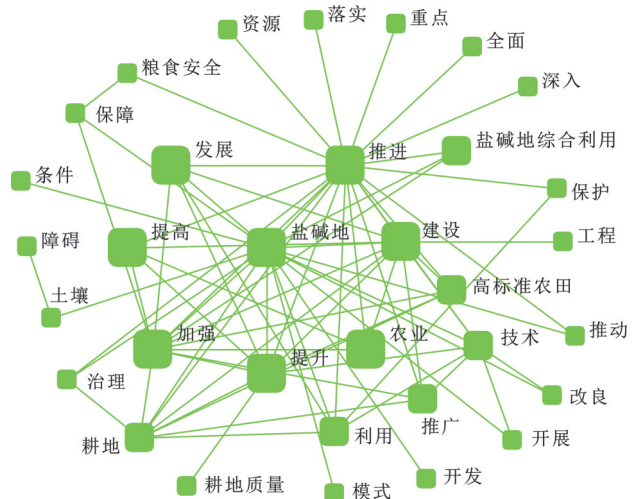 资源
落实
重点
全面
粮食安全
深入
保障
发展
推进
盐碱地综合利用
条件
保护
障碍
提高
盐碱地
建设
工程
土壤
高标准农田
加强
提升
农业
技术
推动
治理
改良
耕地
利用
推广
开展
耕地质量
模式
开发